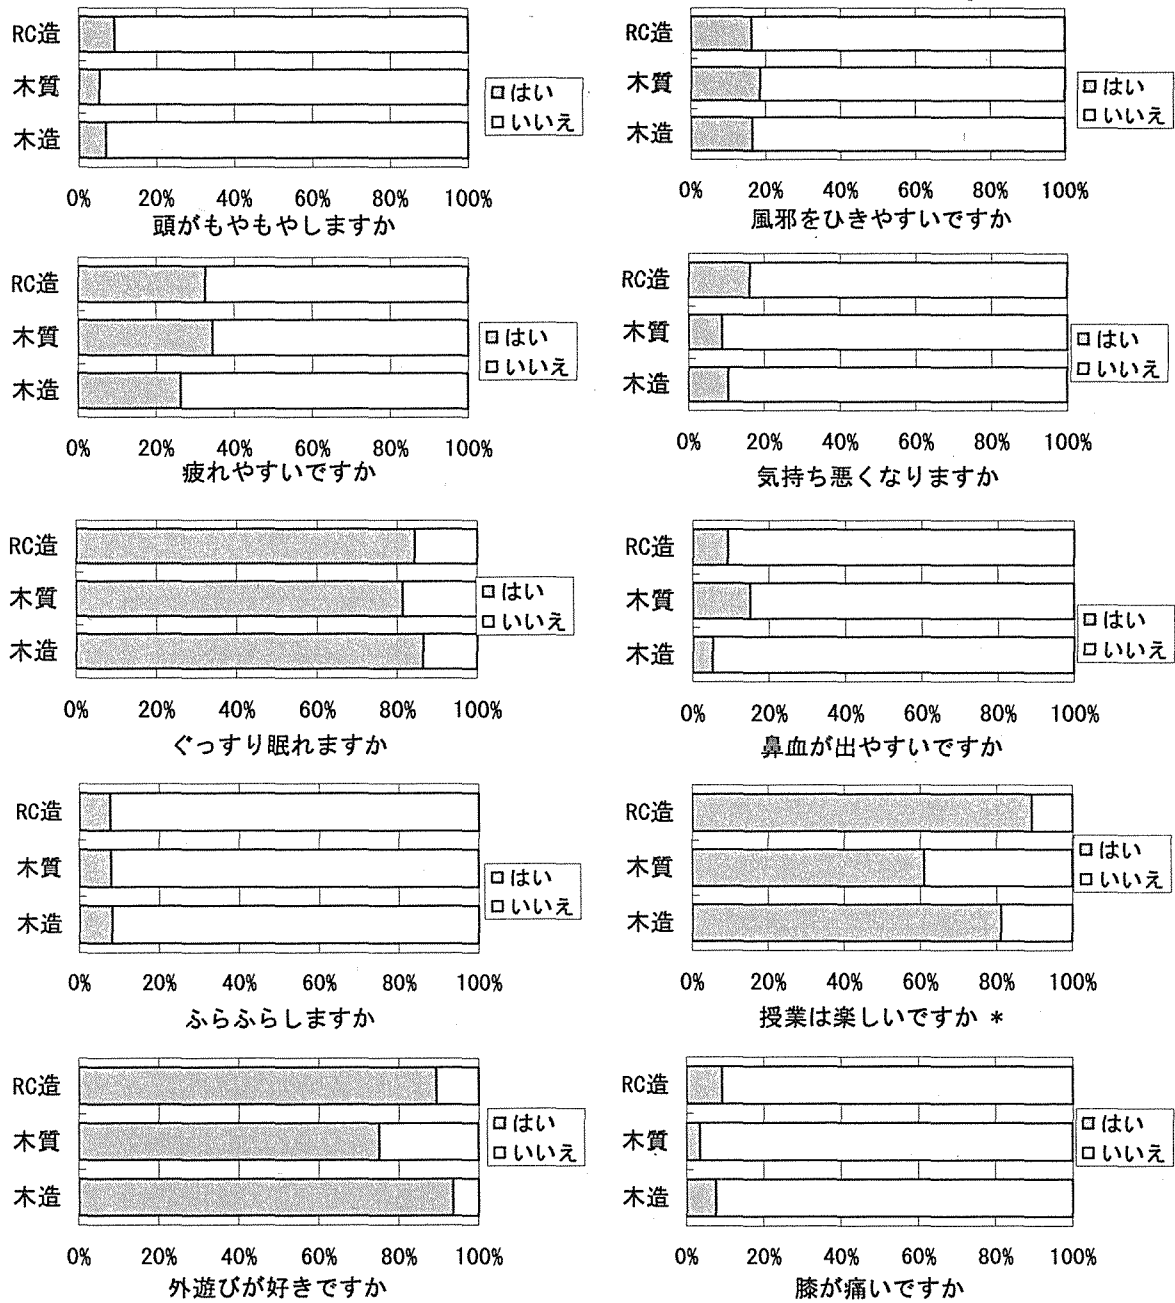 RC造
木質
木造
はい
いいえ
0% 20% 40% 60% 80% 100%
頭がもやもやしますか
RC造
木質
木造
はい
いいえ
0% 20% 40% 60% 80% 100%
風邪をひきやすいですか
RC造
木質
木造
はい
いいえ
0% 20% 40% 60% 80% 100%
疲れやすいですか
RC造
木質
木造
はい
いいえ
0% 20% 40% 60% 80% 100%
気持ち悪くなりますか
RC造
木質
木造
はい
いいえ
0% 20% 40% 60% 80% 100%
ぐっすり眠れますか
RC造
木質
木造
はい
いいえ
0% 20% 40% 60% 80% 100%
鼻血が出やすいですか
RC造
木質
木造
はい
いいえ
0% 20% 40% 60% 80% 100%
ふらふらしますか
RC造
木質
木造
はい
いいえ
0% 20% 40% 60% 80% 100%
授業は楽しいですか *
RC造
木質
木造
はい
いいえ
0% 20% 40% 60% 80% 100%
外遊びが好きですか
RC造
木質
木造
はい
いいえ
0% 20% 40% 60% 80% 100%
膝が痛いですか